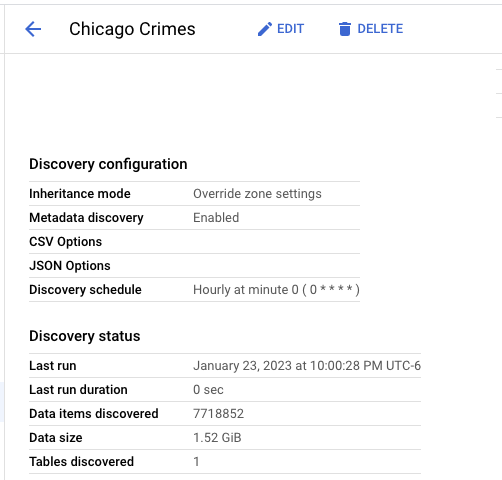 Chicago Crimes EDIT DELETE
Discovery configuration
Inheritance mode Override zone settings
Metadata discovery Enabled
CSV Options
JSON Options
Discovery schedule Hourly at minute 0 ( 0 * * * * )
Discovery status
Last run January 23, 2023 at 10:00:28 PM UTC-6
Last run duration 0 sec
Data items discovered 7718852
Data size 1.52 GiB
Tables discovered 1